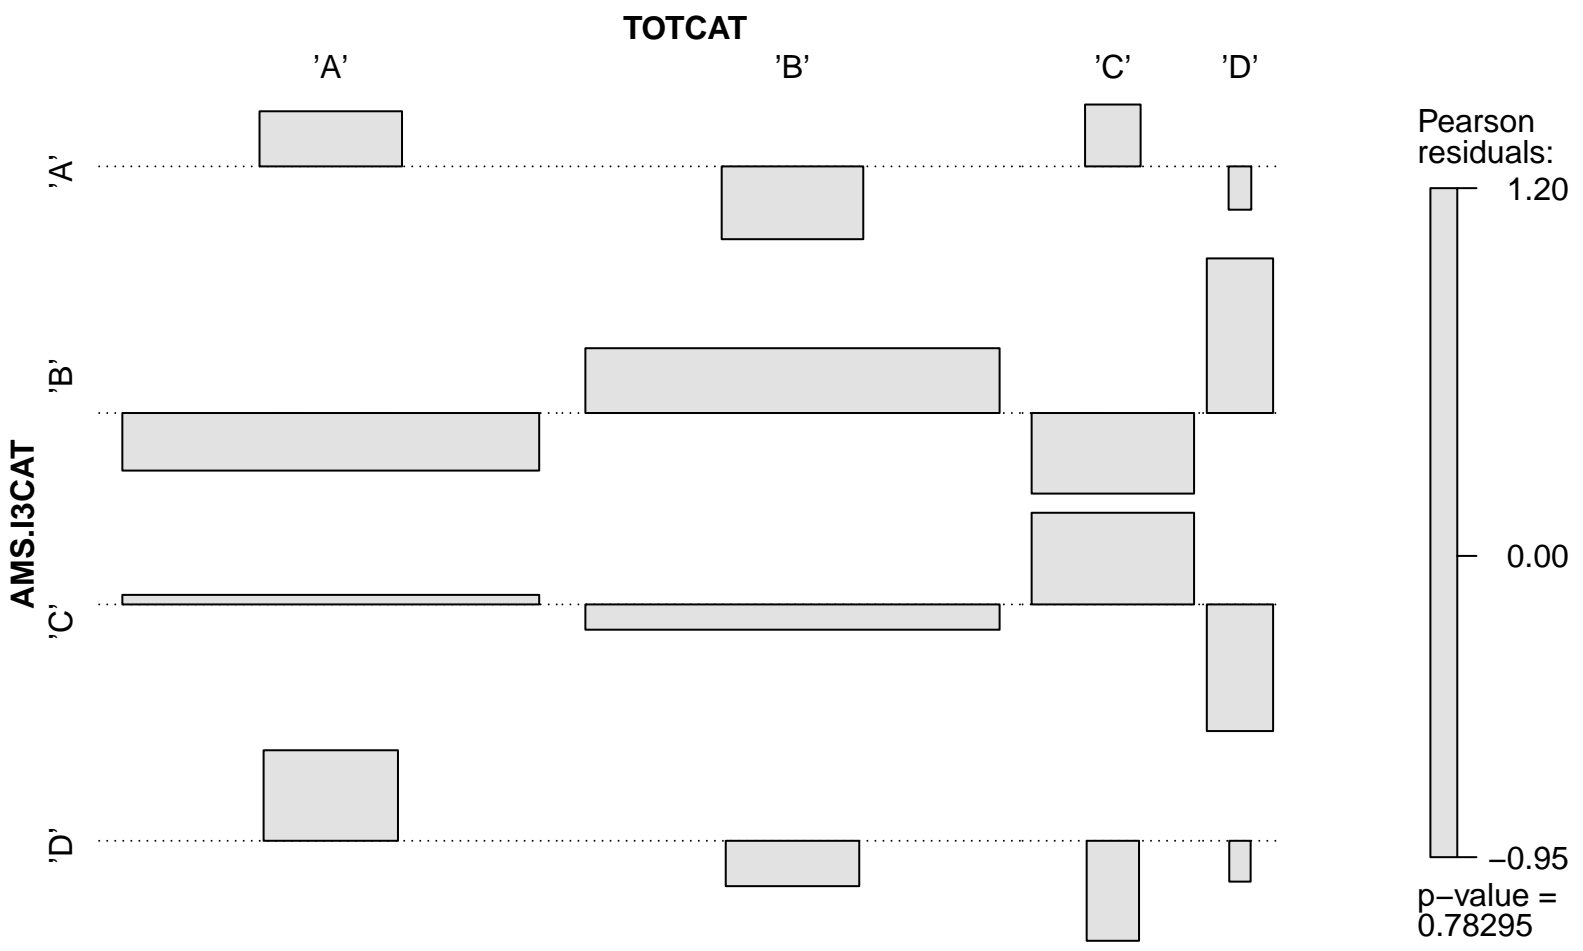 TOTCAT
’A’ ’B’ ’C’ ’D’
AMS.I3CAT
’A’
’B’
’C’
’D’
Pearson
residuals:
1.20
0.00
−0.95
p−value =
0.78295